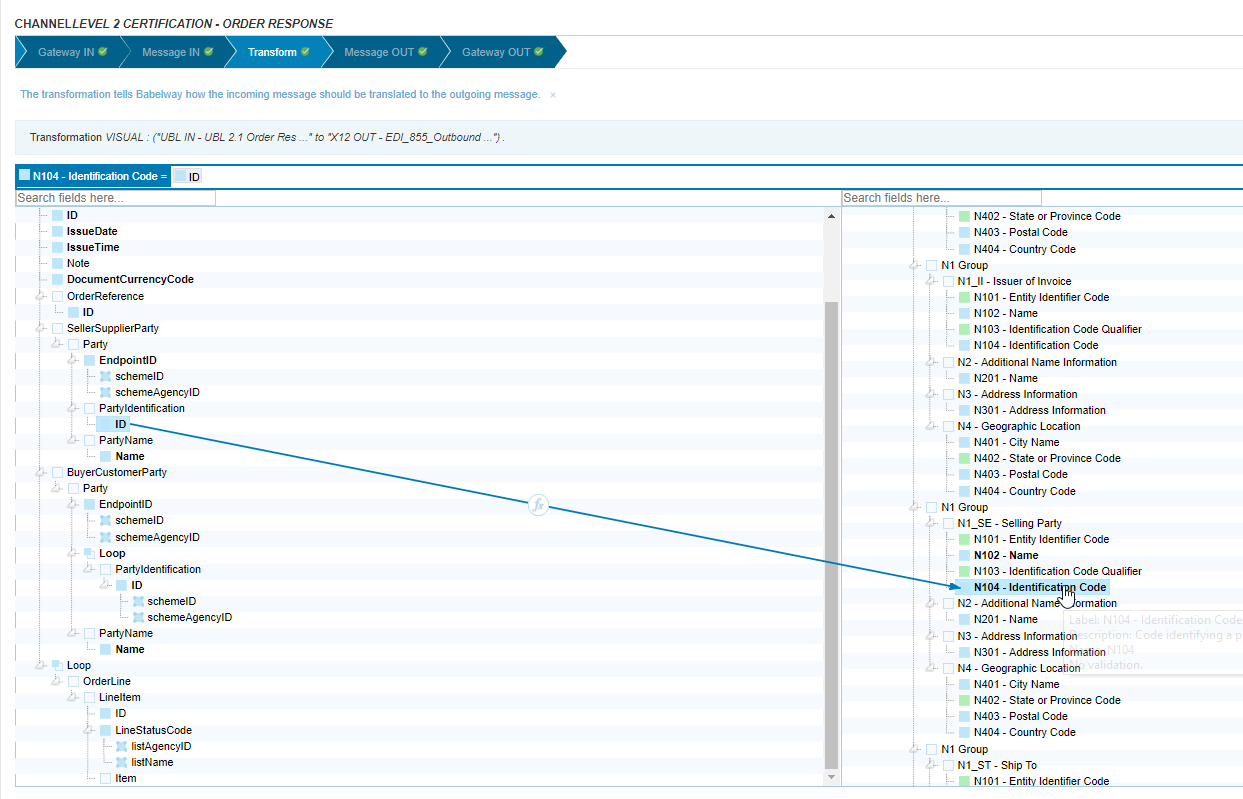 CHANNELLEVEL 2 CERTIFICATION - ORDER RESPONSE
Gateway IN
Message IN
Transform
Message OUT
Gateway OUT
The transformation tells Babelway how the incoming message should be translated to the outgoing message. ×
Transformation VISUAL : ("UBL IN - UBL 2.1 Order Res ..." to "X12 OUT - EDI_855_Outbound ...") .
N104 - Identification Code = ID
Search fields here...
ID
IssueDate
IssueTime
Note
DocumentCurrencyCode
OrderReference
ID
SellerSupplierParty
Party
EndpointID
schemeID
schemeAgencyID
PartyIdentification
ID
PartyName
Name
BuyerCustomerParty
Party
EndpointID
schemeID
schemeAgencyID
Loop
PartyIdentification
ID
schemeID
schemeAgencyID
PartyName
Name
Loop
OrderLine
LineItem
ID
LineStatusCode
listAgencyID
listName
Item
fx
Search fields here...
N402 - State or Province Code
N403 - Postal Code
N404 - Country Code
N1 Group
N1_II - Issuer of Invoice
N101 - Entity Identifier Code
N102 - Name
N103 - Identification Code Qualifier
N104 - Identification Code
N2 - Additional Name Information
N201 - Name
N3 - Address Information
N301 - Address Information
N4 - Geographic Location
N401 - City Name
N402 - State or Province Code
N403 - Postal Code
N404 - Country Code
N1 Group
N1_SE - Selling Party
N101 - Entity Identifier Code
N102 - Name
N103 - Identification Code Qualifier
N104 - Identification Code
N2 - Additional Name Information
N201 - Name
N3 - Address Information
N301 - Address Information
N4 - Geographic Location
N401 - City Name
N402 - State or Province Code
N403 - Postal Code
N404 - Country Code
N1 Group
N1_ST - Ship To
N101 - Entity Identifier Code
Label: N104 - Identification Code
Description: Code identifying a p
N104
No validation.